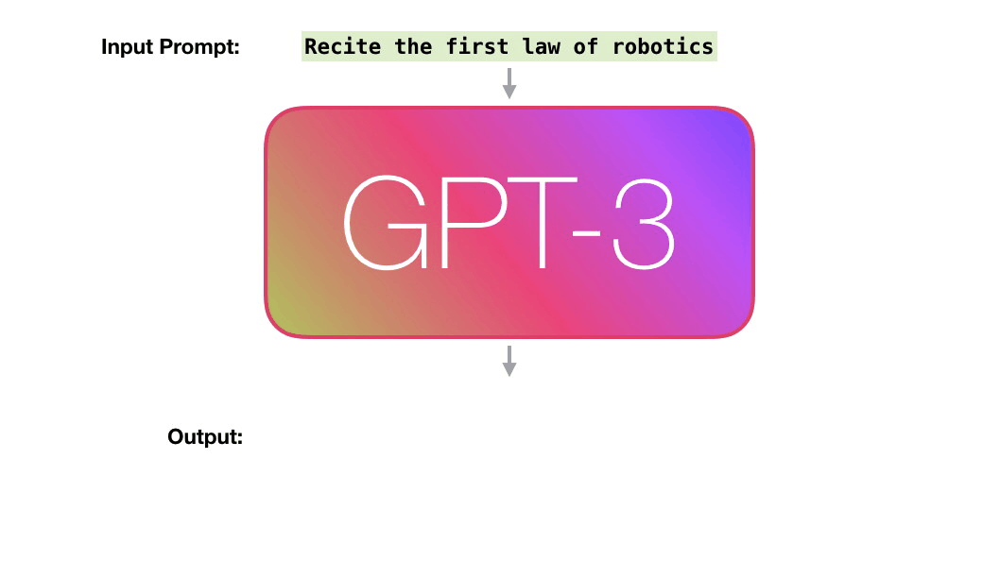 Input Prompt: Recite the first law of robotics
GPT-3
Output: